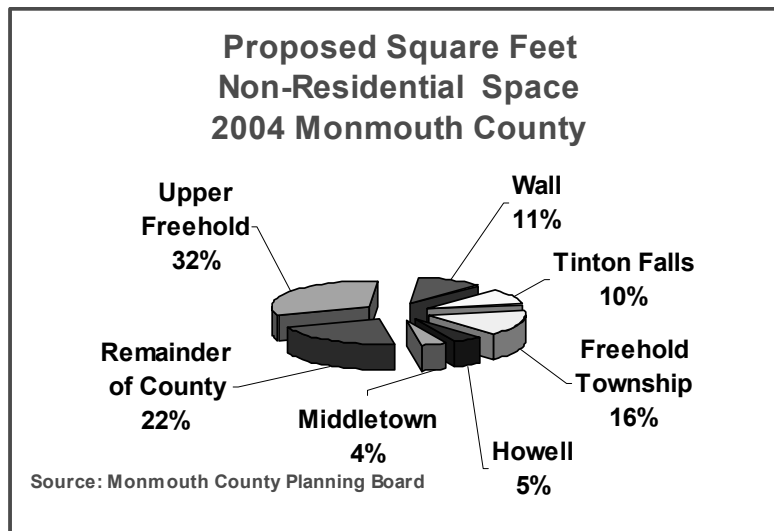 Proposed Square Feet
Non-Residential Space
2004 Monmouth County
Upper
Freehold
32%
Wall
11%
Tinton Falls
10%
Freehold
Township
16%
Howell
5%
Middletown
4%
Remainder
of County
22%
Source: Monmouth County Planning Board